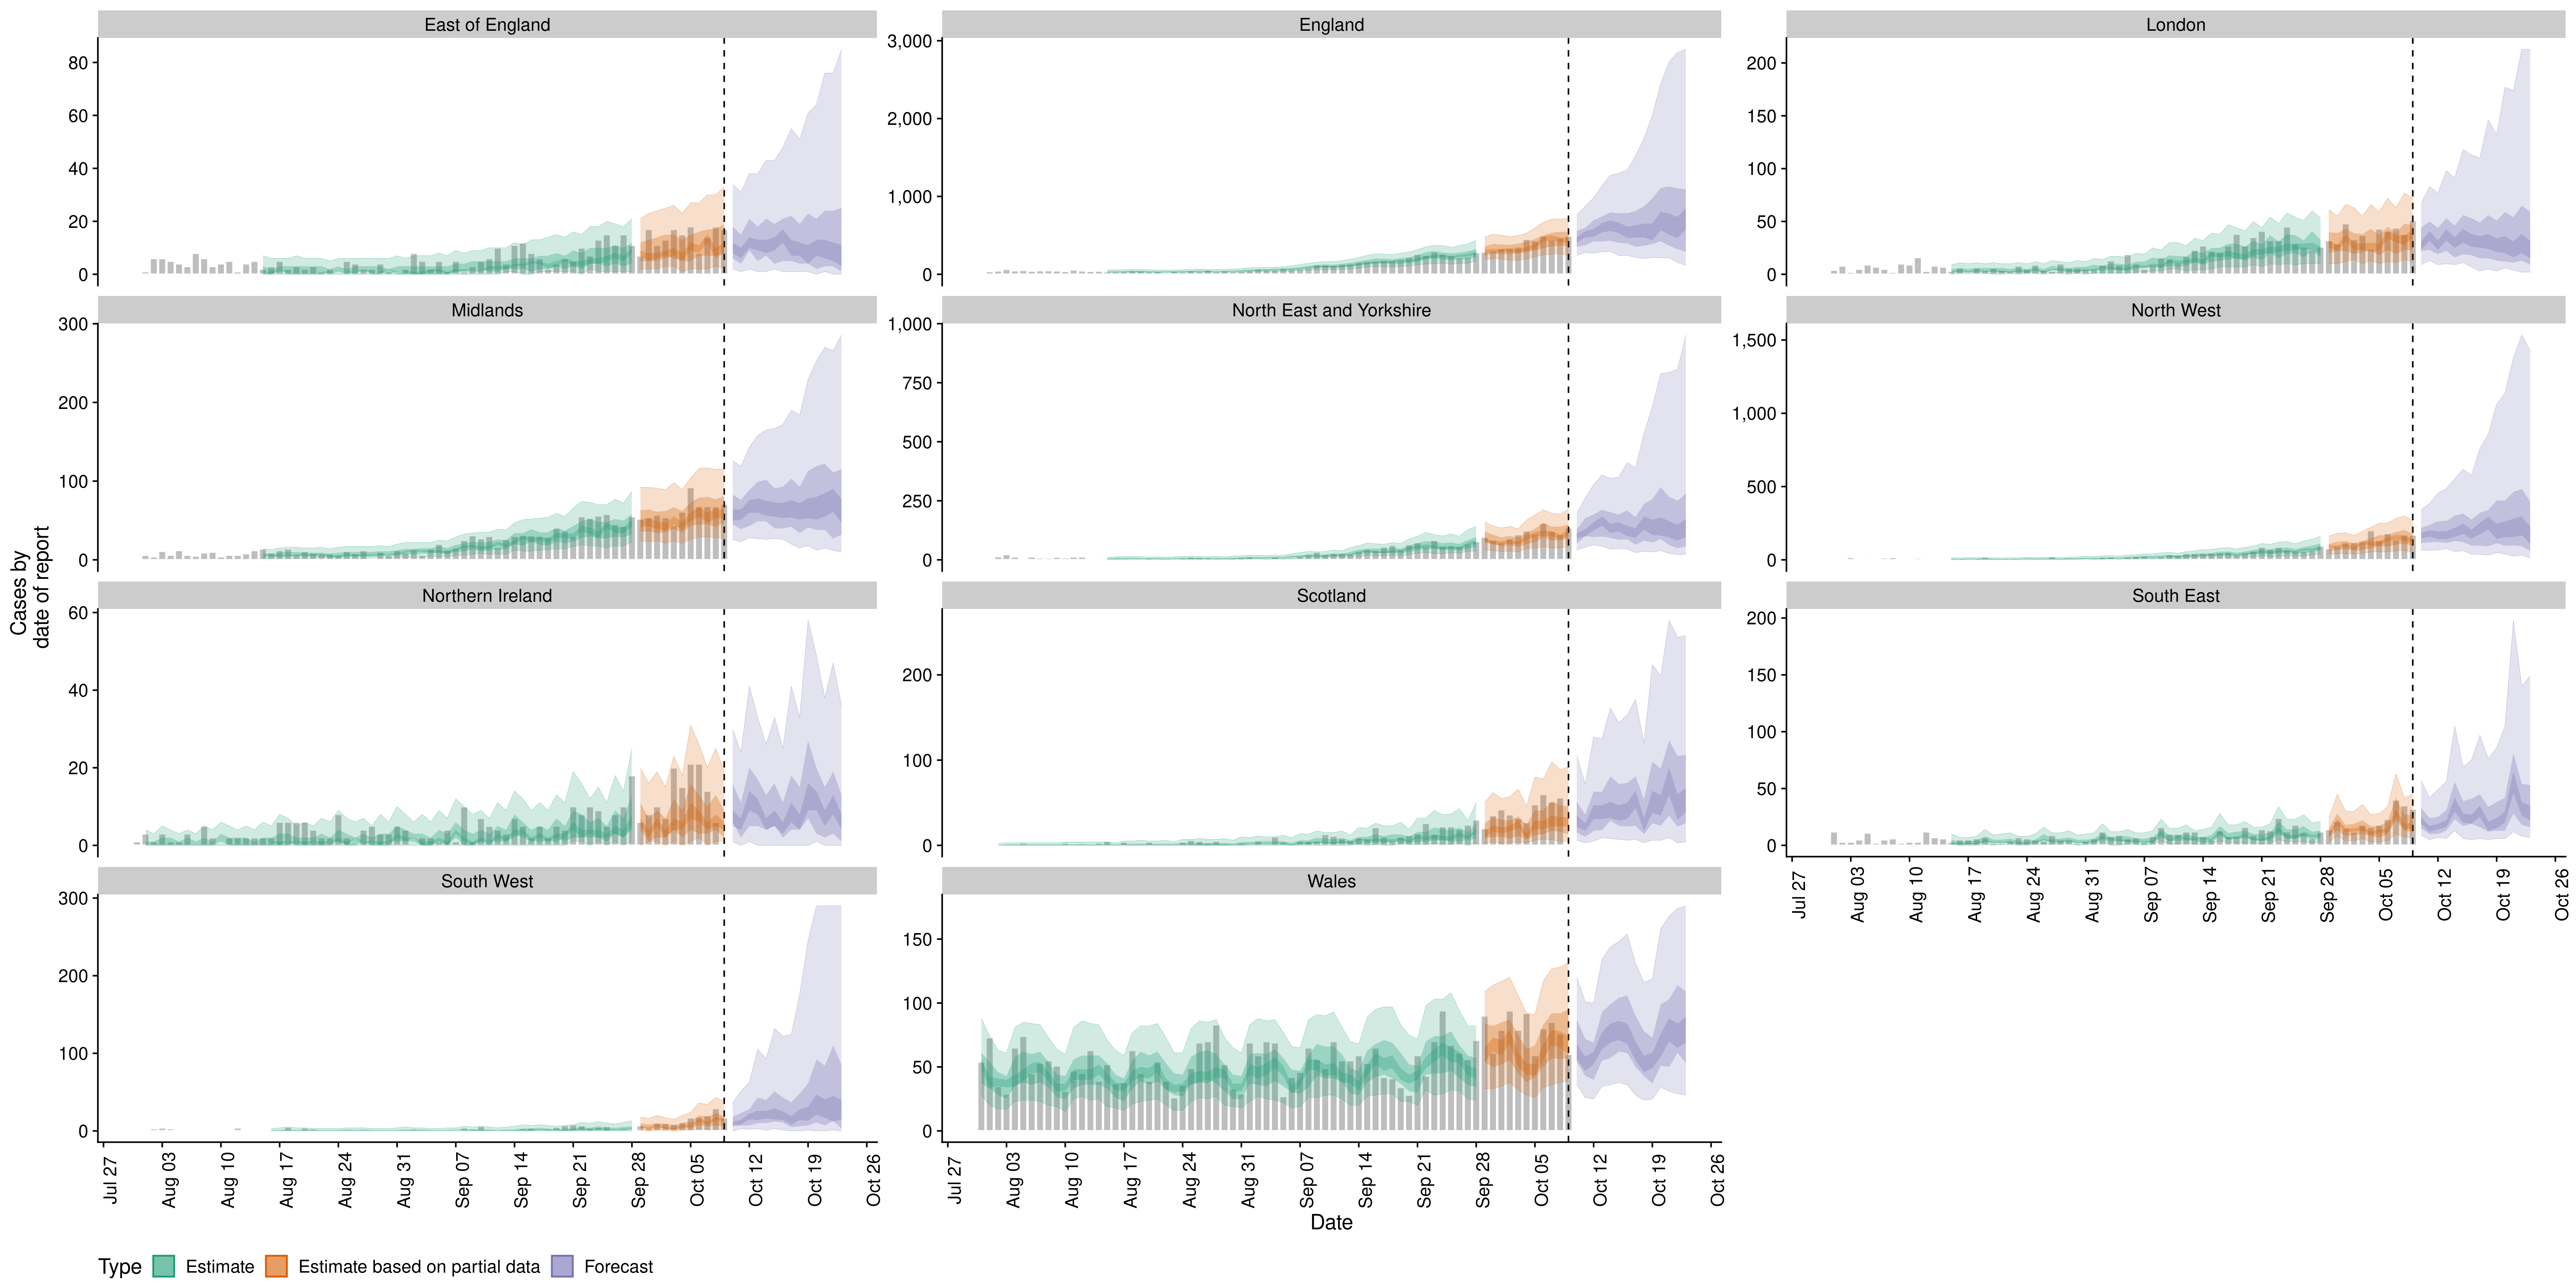 East of England
England
London
80
60
40
20
0
3,000
2,000
1,000
0
200
150
100
50
0
Midlands
North East and Yorkshire
North West
300
200
100
0
1,000
750
500
250
0
1,500
1,000
500
0
Cases by
date of report
Northern Ireland
Scotland
South East
60
40
20
0
200
100
0
200
150
100
50
0
Jul 27
Aug 03
Aug 10
Aug 17
Aug 24
Aug 31
Sep 07
Sep 14
Sep 21
Sep 28
Oct 05
Oct 12
Oct 19
Oct 26
South West
Wales
300
200
100
0
150
100
50
0
Jul 27
Aug 03
Aug 10
Aug 17
Aug 24
Aug 31
Sep 07
Sep 14
Sep 21
Sep 28
Oct 05
Oct 12
Oct 19
Oct 26
Jul 27
Aug 03
Aug 10
Aug 17
Aug 24
Aug 31
Sep 07
Sep 14
Sep 21
Sep 28
Oct 05
Oct 12
Oct 19
Oct 26
Date
Type Estimate Estimate based on partial data Forecast